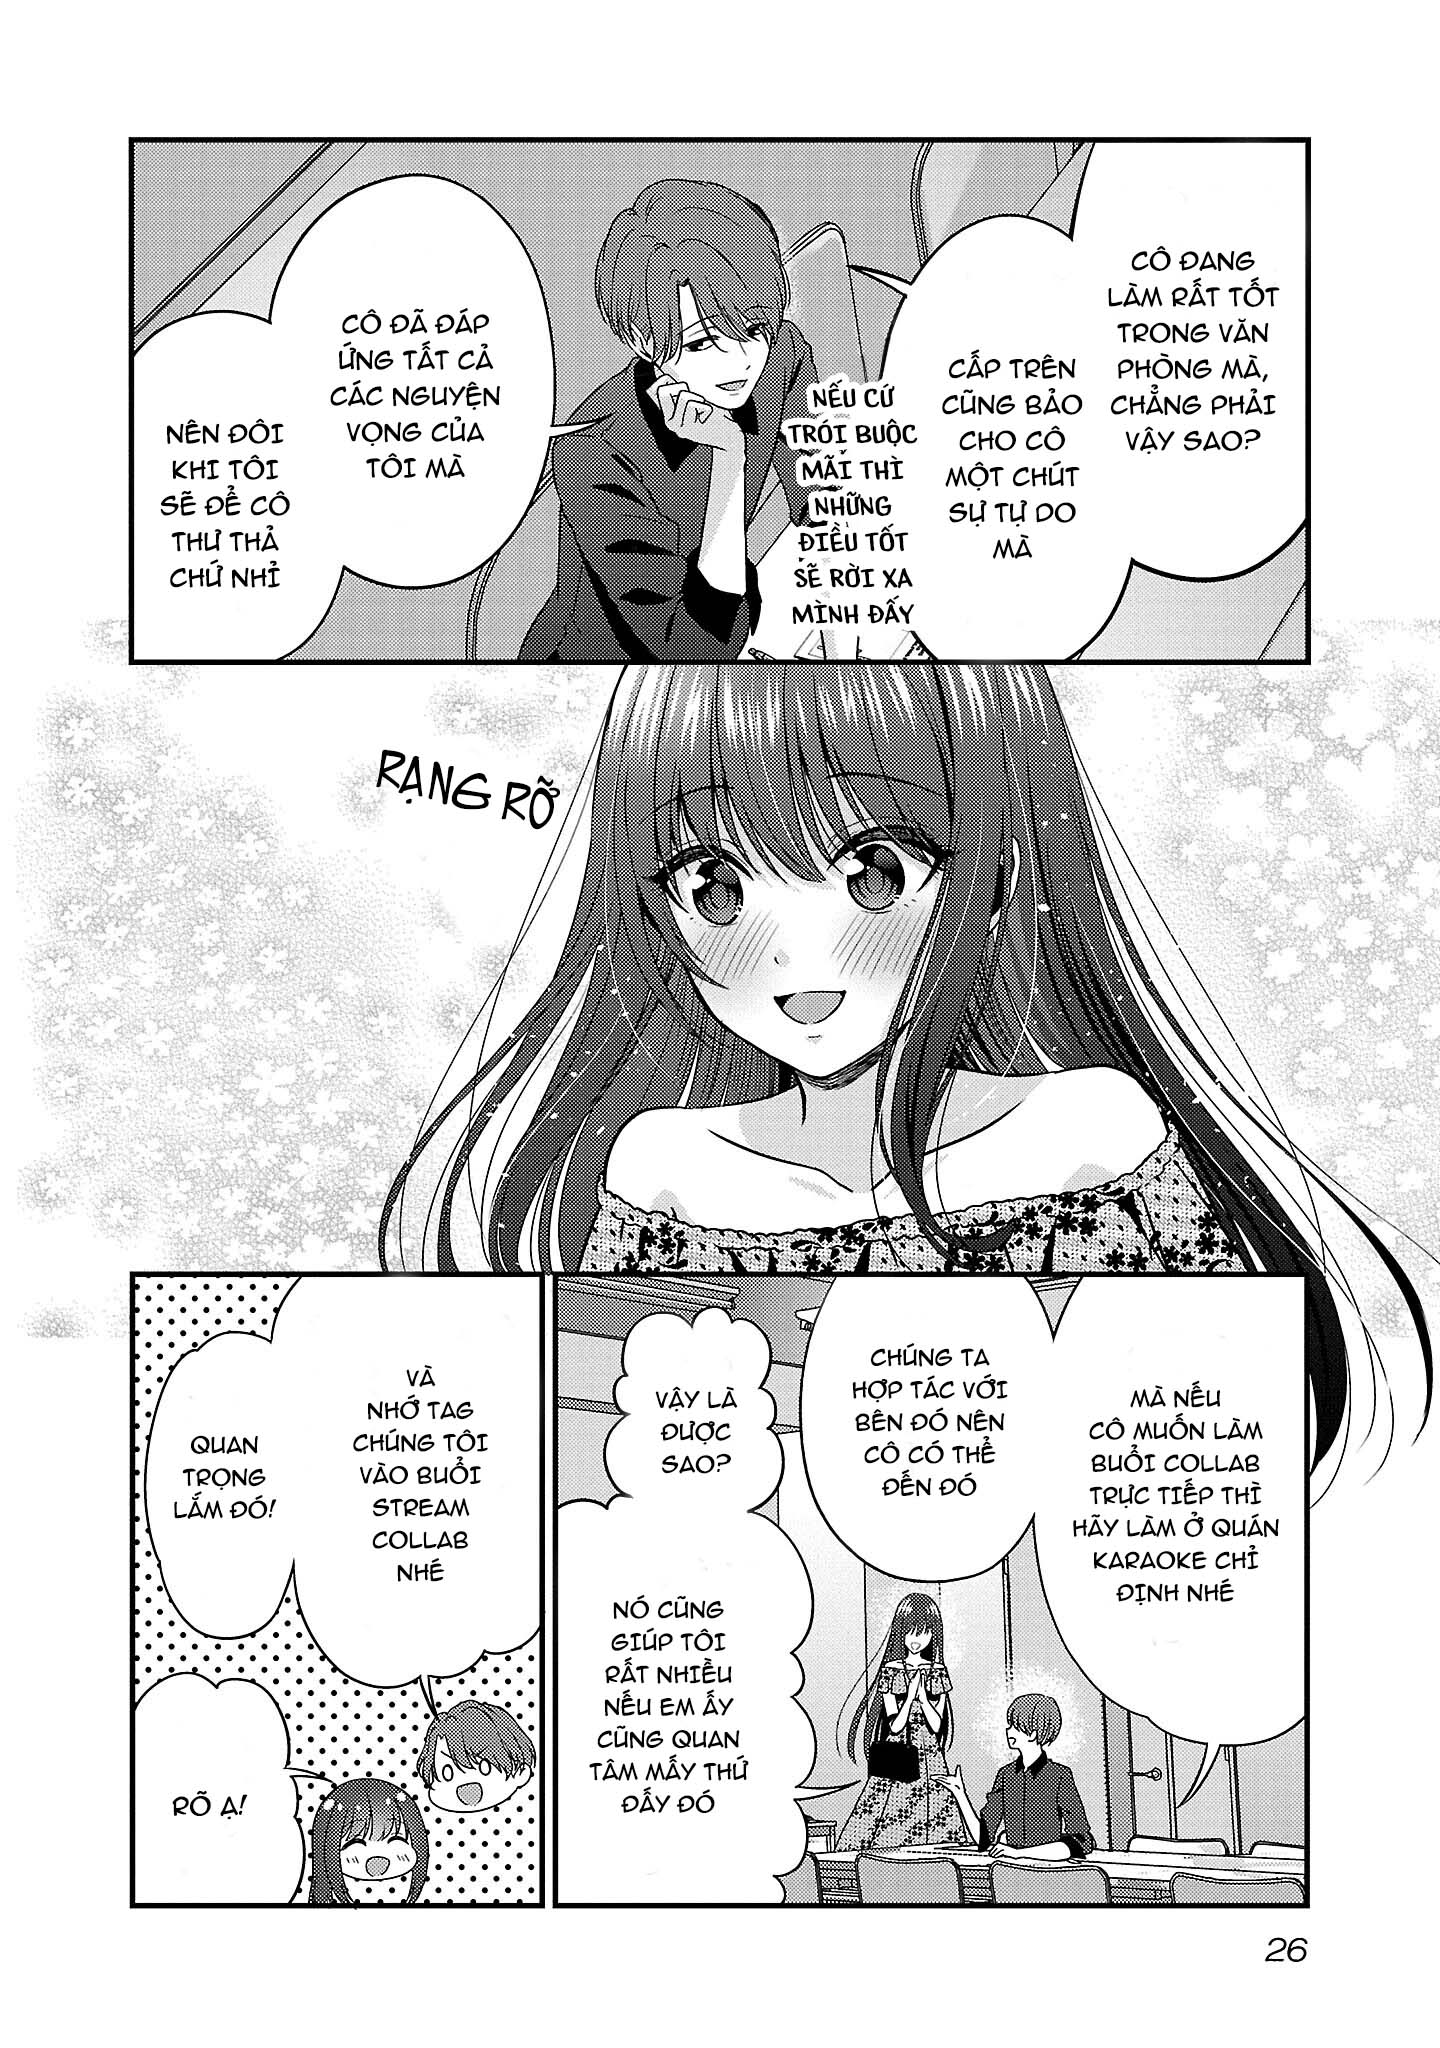 CÔ ĐANG
LÀM RẤT TỐT
TRONG VĂN
PHÒNG MÀ,
CHẲNG PHẢI
VẬY SAO?
CẤP TRÊN
CŨNG BẢO
CHO CÔ
MỘT CHÚT
SỰ TỰ DO
MÀ
NẾU CỨ
TRÓI BUỘC
MÃI THÌ
NHỮNG
ĐIỀU TỐT
SẼ RỜI XA
MÌNH ĐẤY
CÔ ĐÃ ĐÁP
ỨNG TẤT CẢ
CÁC NGUYỆN
VỌNG CỦA
TÔI MÀ
NÊN ĐÔI
KHI TÔI
SẼ ĐỂ CÔ
THƯ THẢ
CHỨ NHỈ
RẠNG RỠ
MÀ NẾU
CÔ MUỐN LÀM
BUỔI COLLAB
TRỰC TIẾP THÌ
HÃY LÀM Ở QUÁN
KARAOKE CHỈ
ĐỊNH NHÉ
CHÚNG TA
HỢP TÁC VỚI
BÊN ĐÓ NÊN
CÔ CÓ THỂ
ĐẾN ĐÓ
VẬY LÀ
ĐƯỢC
SAO?
NÓ CŨNG
GIÚP TÔI
RẤT NHIỀU
NẾU EM ẤY
CŨNG QUAN
TÂM MẤY THỨ
ĐẤY ĐÓ
VÀ
NHỚ TAG
CHÚNG TÔI
VÀO BUỔI
STREAM
COLLAB
NHÉ
QUAN
TRỌNG
LẮM ĐÓ!
RÕ Ạ!
26